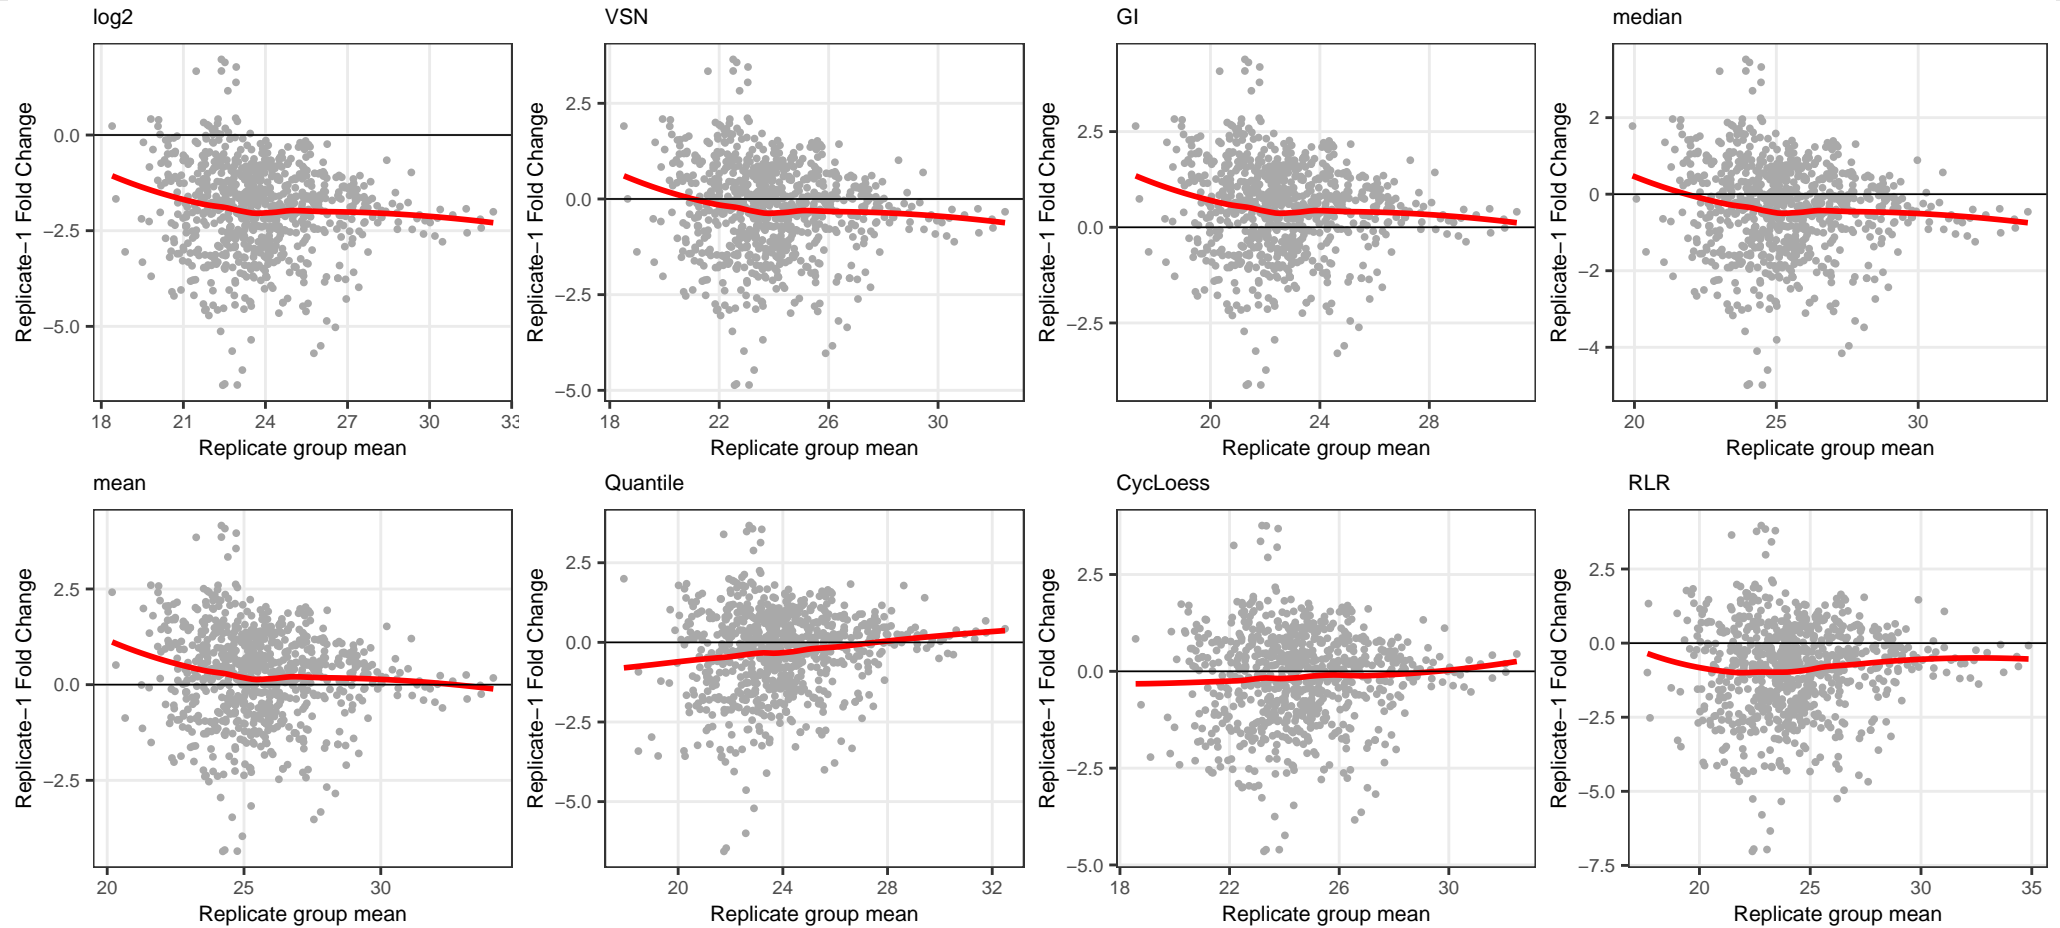 log2
VSN
GI
median
Replicate−1 Fold Change
0.0
−2.5
−5.0
18 21 24 27 30 33
Replicate group mean
Replicate−1 Fold Change
2.5
0.0
−2.5
−5.0
18 22 26 30
Replicate group mean
Replicate−1 Fold Change
2.5
0.0
−2.5
20 24 28
Replicate group mean
Replicate−1 Fold Change
2
0
−2
−4
20 25 30
Replicate group mean
mean
Quantile
CycLoess
RLR
Replicate−1 Fold Change
2.5
0.0
−2.5
20 25 30
Replicate group mean
Replicate−1 Fold Change
2.5
0.0
−2.5
−5.0
20 24 28 32
Replicate group mean
Replicate−1 Fold Change
2.5
0.0
−2.5
−5.0
18 22 26 30
Replicate group mean
Replicate−1 Fold Change
2.5
0.0
−2.5
−5.0
−7.5
20 25 30 35
Replicate group mean